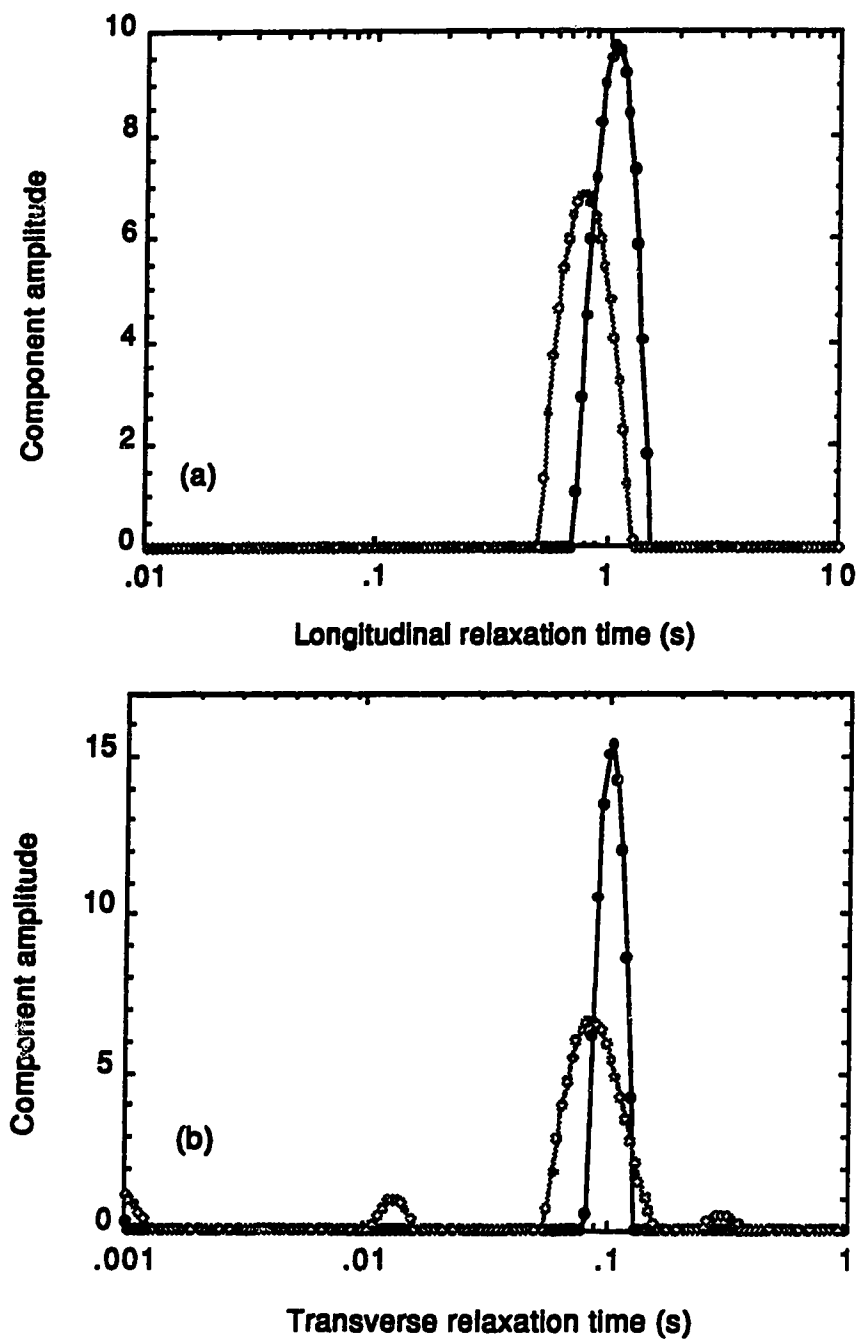 10
8
6
4
2
0
Component amplitude
(a)
.01 .1 1 10
Longitudinal relaxation time (s)
15
10
5
0
Component amplitude
(b)
.001 .01 .1 1
Transverse relaxation time (s)